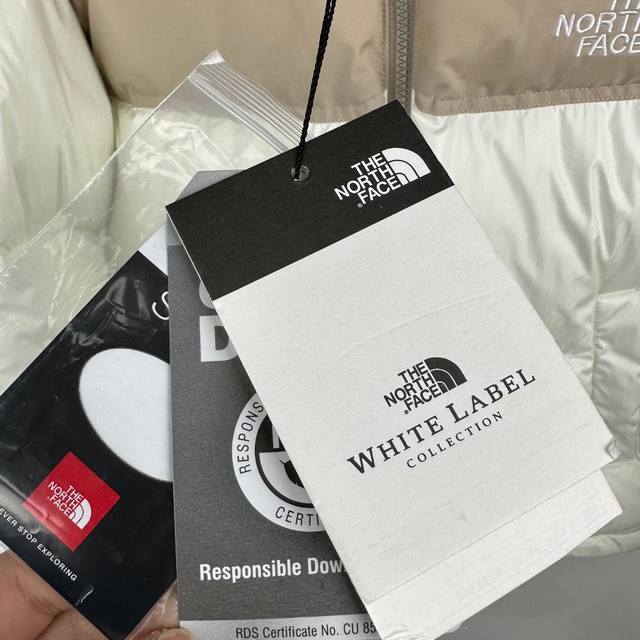 THE
NORTH
FACE
THE
NORTH
FACE
THE
NORTH
FACE
WHITE LABEL
COLLECTION
THE
NORTH
FACE
EVER STOP EXPLORING
RESPONS
CERTI
Responsible Dow
RDS Certificate No. CU 85